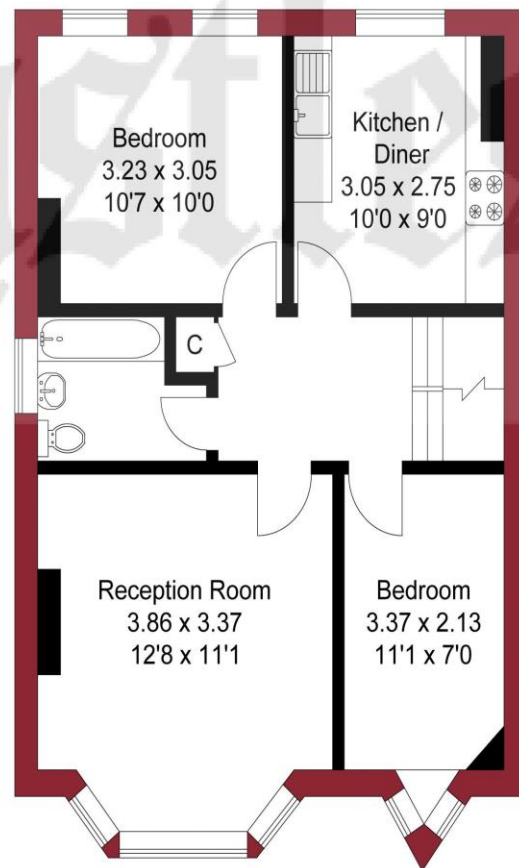 Bedroom
3.23 x 3.05
10'7 x 10'0
Kitchen /
Diner
3.05 x 2.75
10'0 x 9'0
C
Reception Room
3.86 x 3.37
12'8 x 11'1
Bedroom
3.37 x 2.13
11'1 x 7'0